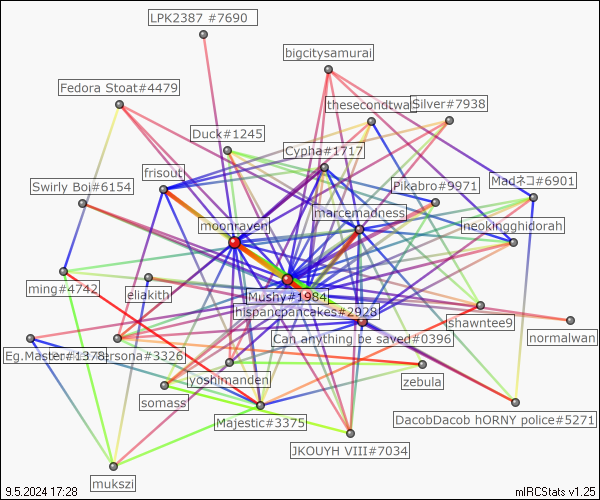 LPK2387 #7690
bigcitysamurai
Fedora Stoat#4479
thesecondtwa
Silver#7938
Duck#1245
Cypha#1717
frisout
Swirly Boi#6154
Pikabro#9971
Madネコ#6901
marcemadness
moonraven
neokingghidorah
ming#4742
eliakith
Mushy#1984
hispancpancakes#2928
shawntee9
normalwan
Can anything be saved#0396
Eg.Master#1378
ersona#3326
yoshimanden
zebula
somass
Majestic#3375
DacobDacob hORNY police#5271
JKOUYH VIII#7034
mukszi
9.5.2024 17:28
mIRCStats v1.25